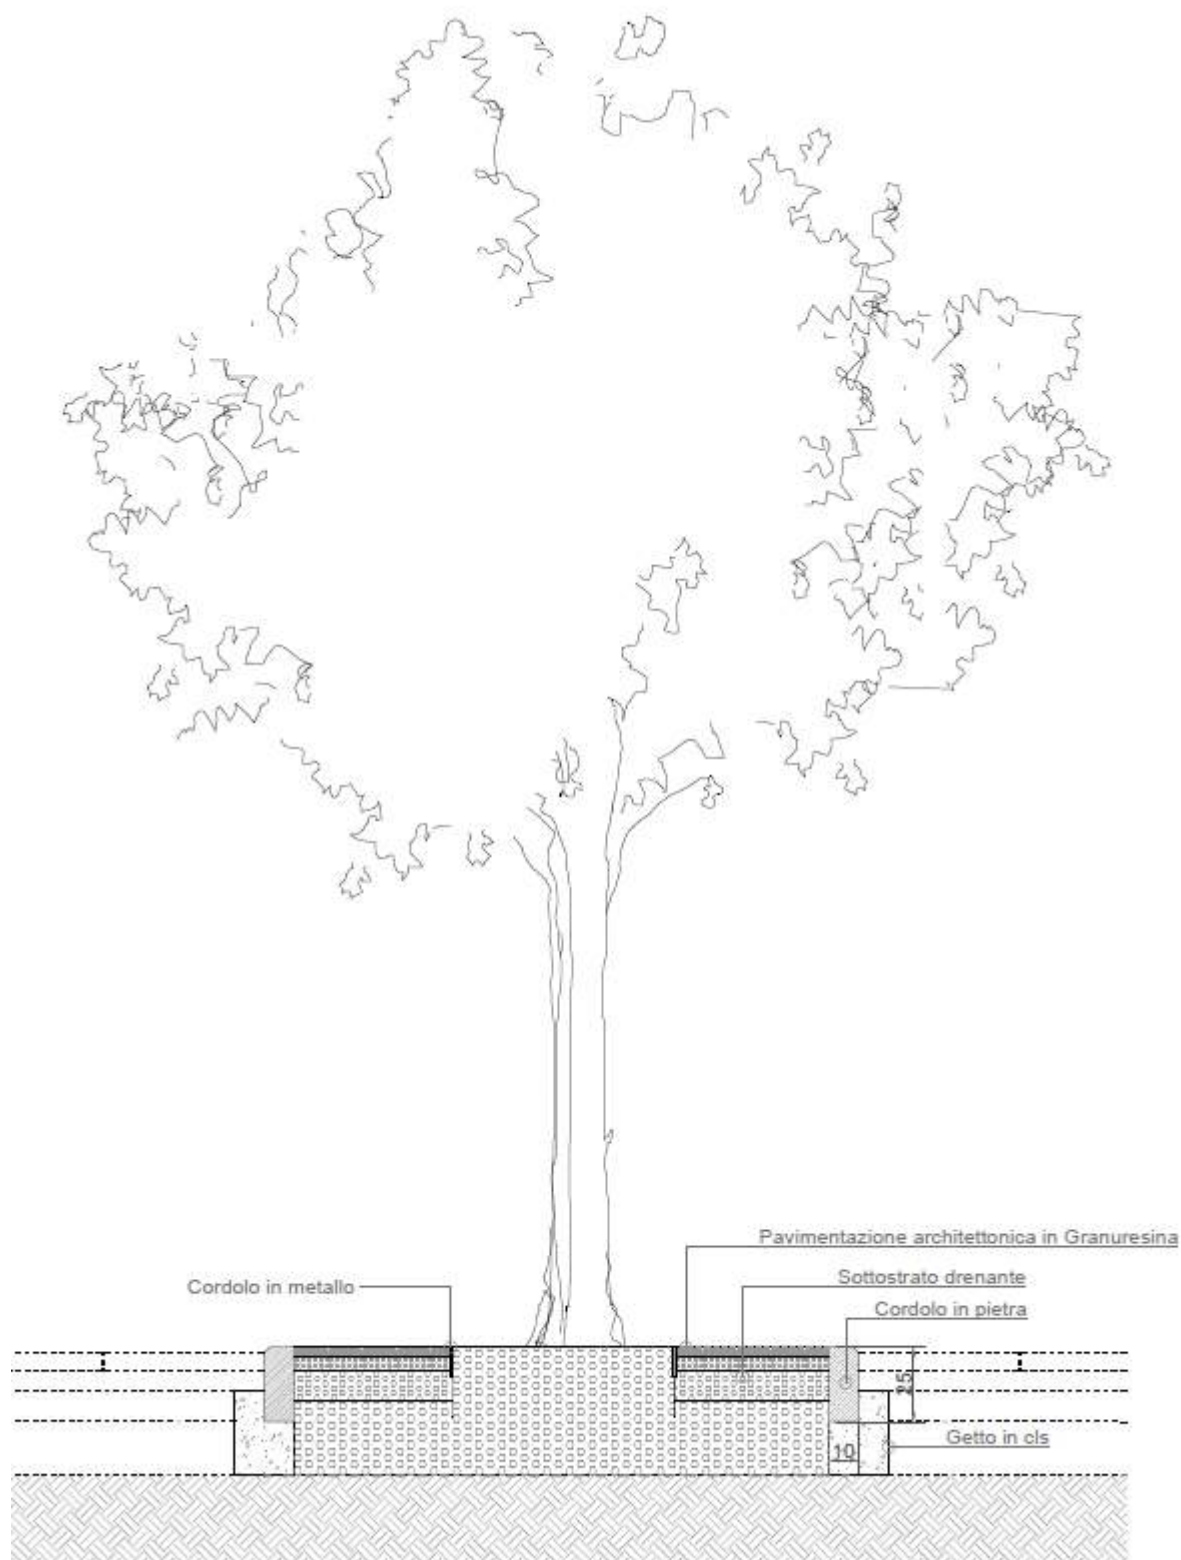 Pavimentazione architettonica in Granuresina
Sottostrato drenante
Cordolo in metallo
Cordolo in pietra
25
Getto in cls
10